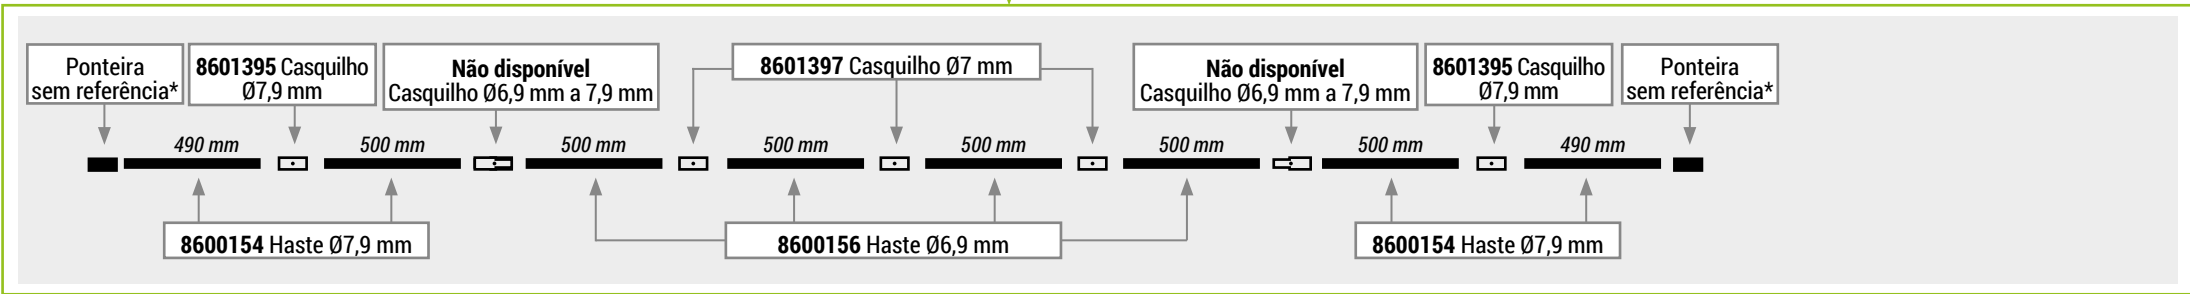 Ponteira
sem referência*
8601395 Casquilho
Ø7,9 mm
Não disponível
Casquilho Ø6,9 mm a 7,9 mm
8601397 Casquilho Ø7 mm
Não disponível
Casquilho Ø6,9 mm a 7,9 mm
8601395 Casquilho
Ø7,9 mm
Ponteira
sem referência*
490 mm
500 mm
500 mm
500 mm
500 mm
500 mm
500 mm
490 mm
8600154 Haste Ø7,9 mm
8600156 Haste Ø6,9 mm
8600154 Haste Ø7,9 mm